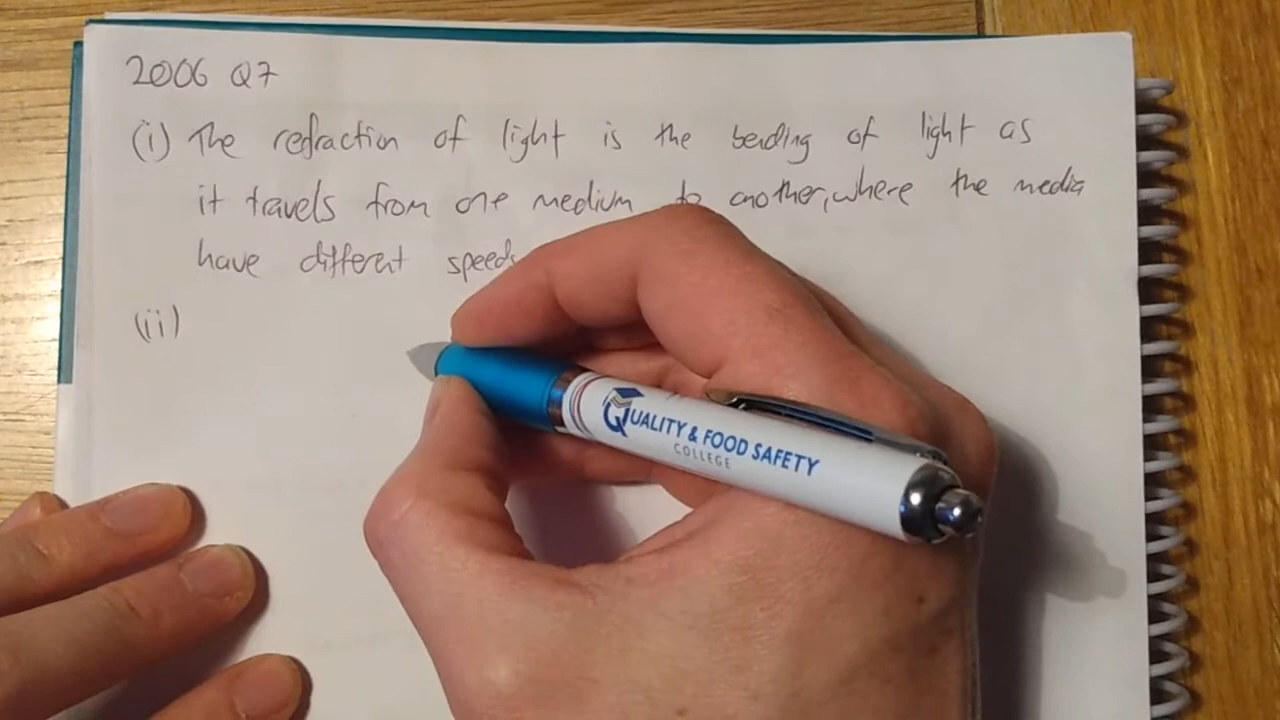 2006 Q7
(i) The refraction of light is the bending of light as
it travels from one medium to another, where the media
have different speeds
(ii)
QUALITY & FOOD SAFETY
COLLEGE